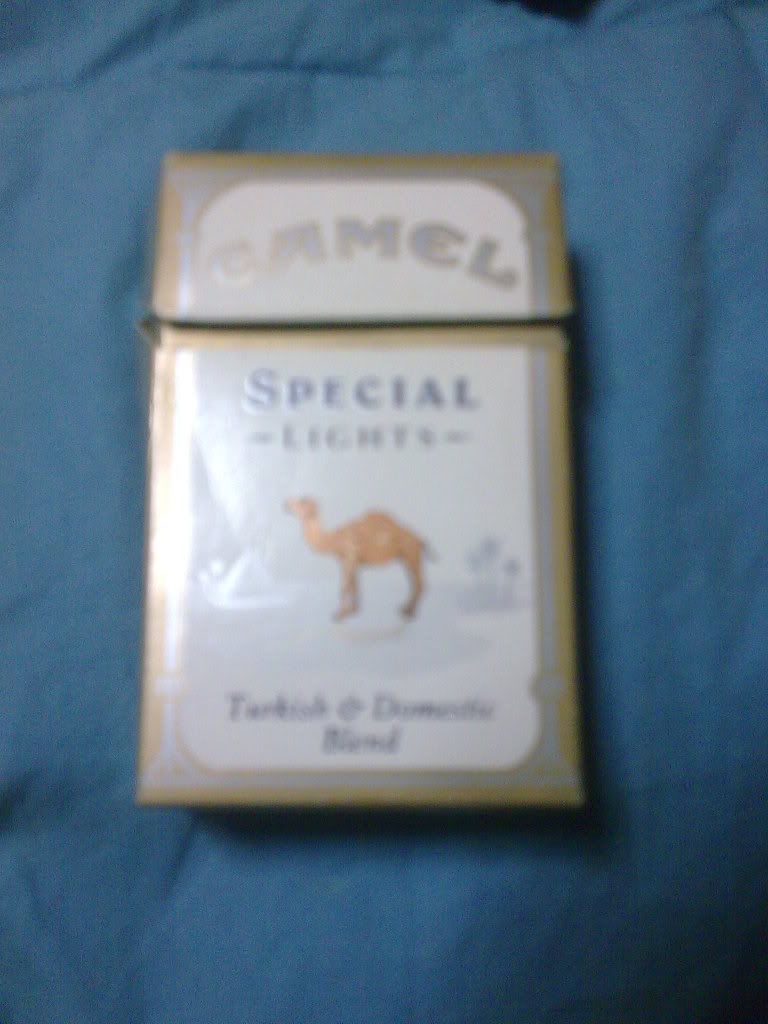 CAMEL
SPECIAL
~LIGHTS~
Turkish & Domestic
Blend